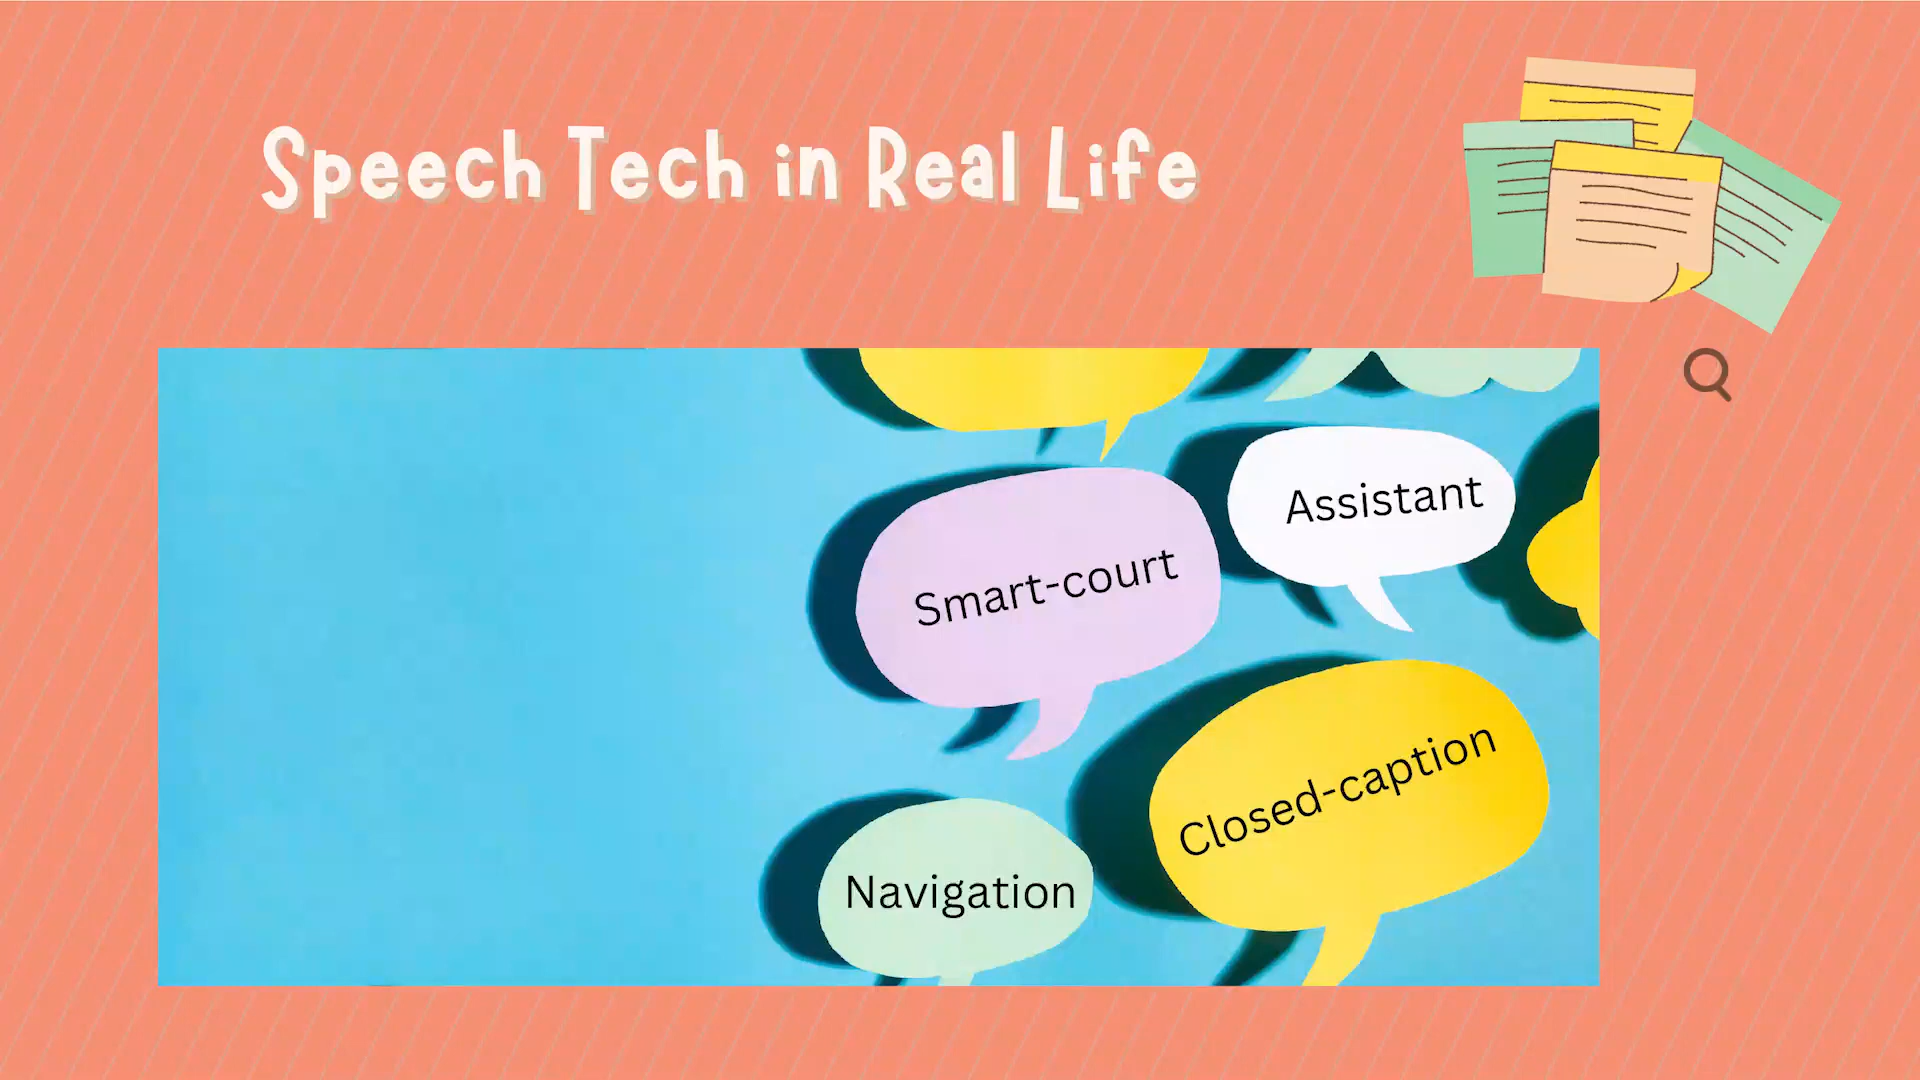 Speech Tech in Real Life
Assistant
Smart-court
Closed-caption
Navigation